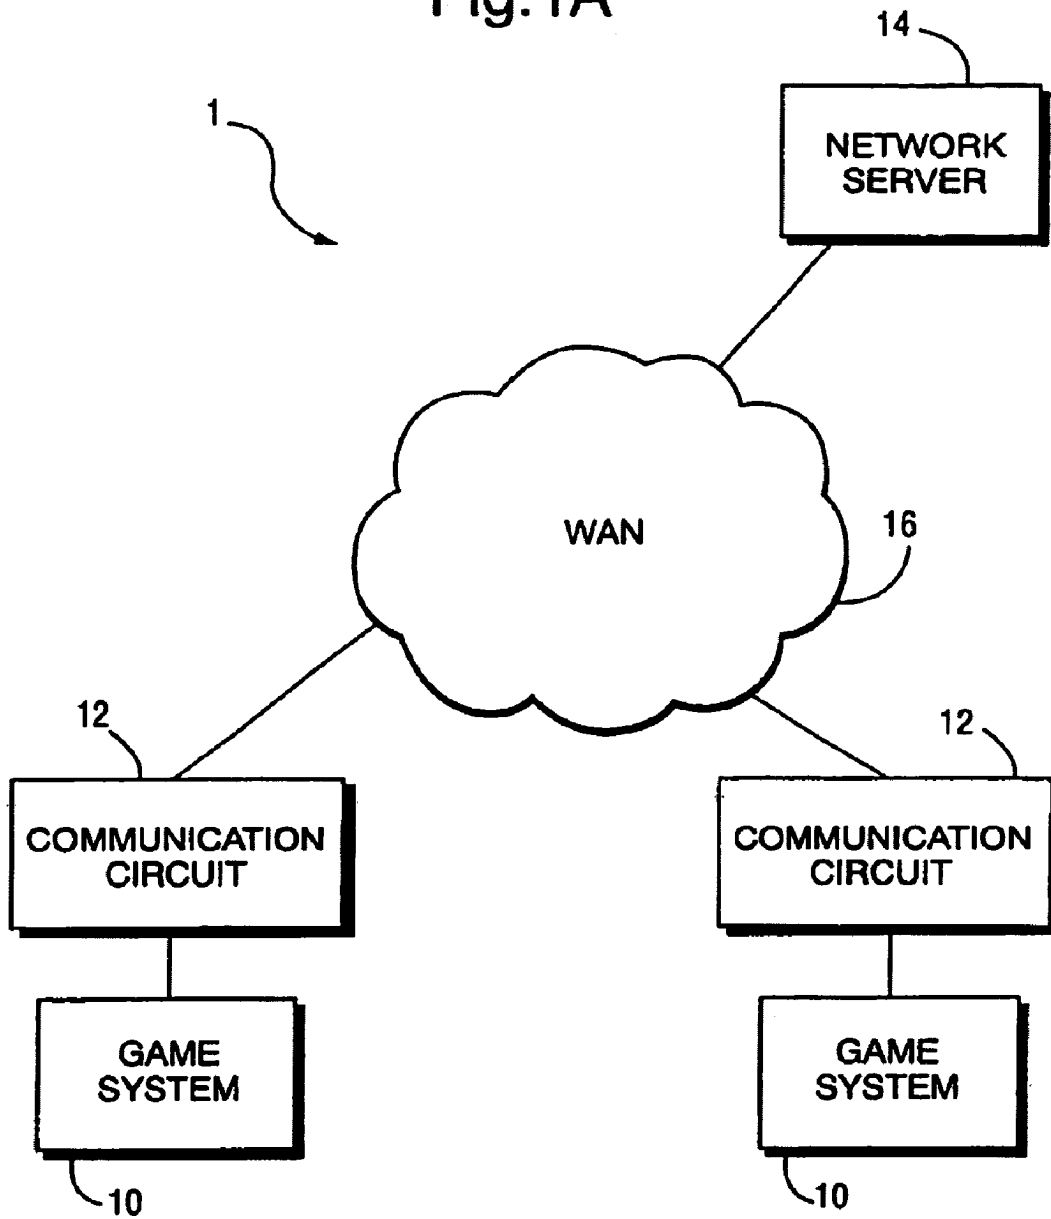 Fig. 1A
14
1
NETWORK
SERVER
WAN
16
12
12
COMMUNICATION
CIRCUIT
COMMUNICATION
CIRCUIT
GAME
SYSTEM
GAME
SYSTEM
10
10